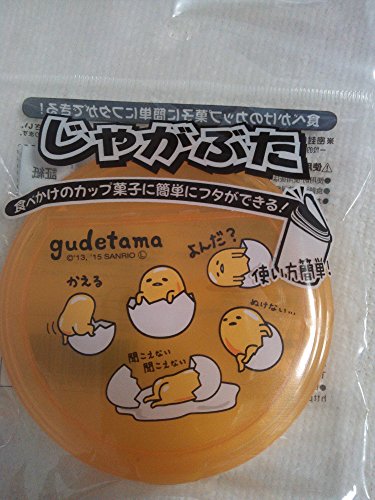 食べかけのカップ菓子に簡単にフタができる!
じゃがぶた
食べかけのカップ菓子に簡単にフタができる!
gudetama
©'13,'15 SANRIO Ⓛ
よんだ?
使い方簡単!
かえる
ぬけない...
聞こえない
聞こえない